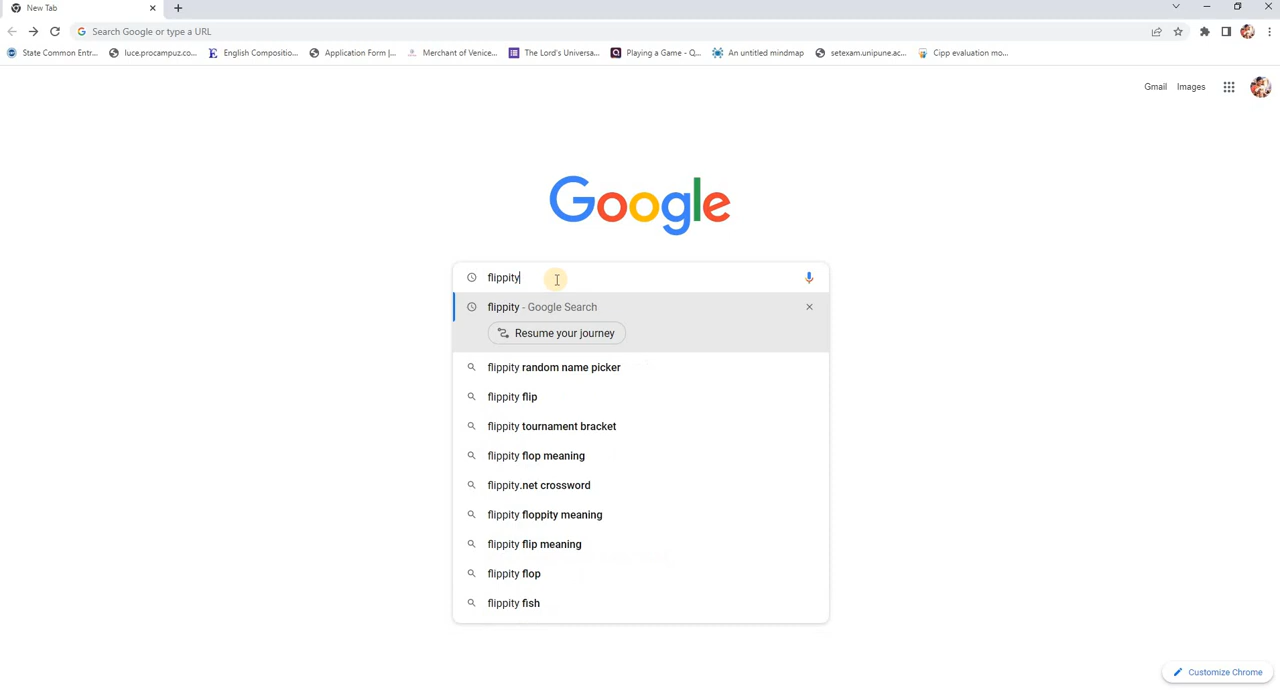 New Tab
Search Google or type a URL
State Common Entr...
luce.procampuz.co...
English Compositio...
Application Form |...
Merchant of Venice...
The Lord's Universa...
Playing a Game - Q...
An untitled mindmap
setexam.unipune.ac...
Cipp evaluation mo...
Gmail
Images
Google
flippity
flippity - Google Search
Resume your journey
flippity random name picker
flippity flip
flippity tournament bracket
flippity flop meaning
flippity.net crossword
flippity floppity meaning
flippity flip meaning
flippity flop
flippity fish
Customize Chrome